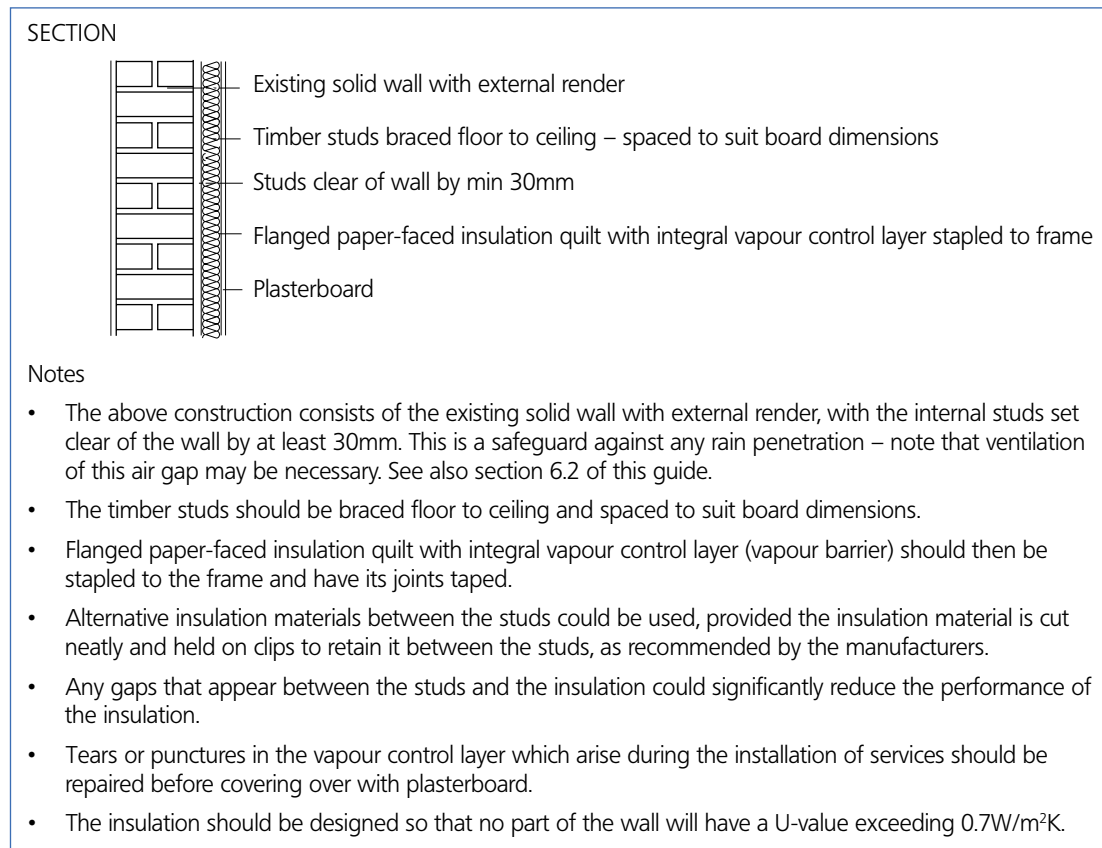 SECTION
Existing solid wall with external render
Timber studs braced floor to ceiling – spaced to suit board dimensions
Studs clear of wall by min 30mm
Flanged paper-faced insulation quilt with integral vapour control layer stapled to frame
Plasterboard
Notes
• The above construction consists of the existing solid wall with external render, with the internal studs set
clear of the wall by at least 30mm. This is a safeguard against any rain penetration – note that ventilation
of this air gap may be necessary. See also section 6.2 of this guide.
• The timber studs should be braced floor to ceiling and spaced to suit board dimensions.
• Flanged paper-faced insulation quilt with integral vapour control layer (vapour barrier) should then be
stapled to the frame and have its joints taped.
• Alternative insulation materials between the studs could be used, provided the insulation material is cut
neatly and held on clips to retain it between the studs, as recommended by the manufacturers.
• Any gaps that appear between the studs and the insulation could significantly reduce the performance of
the insulation.
• Tears or punctures in the vapour control layer which arise during the installation of services should be
repaired before covering over with plasterboard.
• The insulation should be designed so that no part of the wall will have a U-value exceeding 0.7W/m²K.